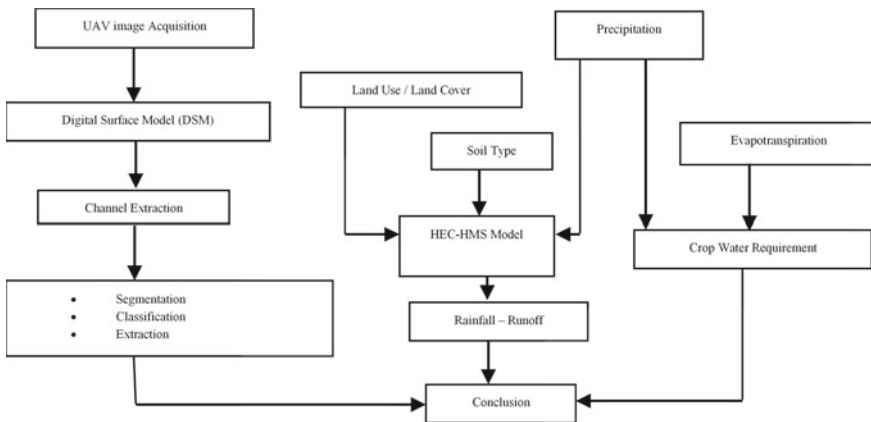 UAV image Acquisition
Precipitation
Land Use / Land Cover
Digital Surface Model (DSM)
Soil Type
Evapotranspiration
Channel Extraction
HEC-HMS Model
Crop Water Requirement
• Segmentation
• Classification
• Extraction
Rainfall – Runoff
Conclusion